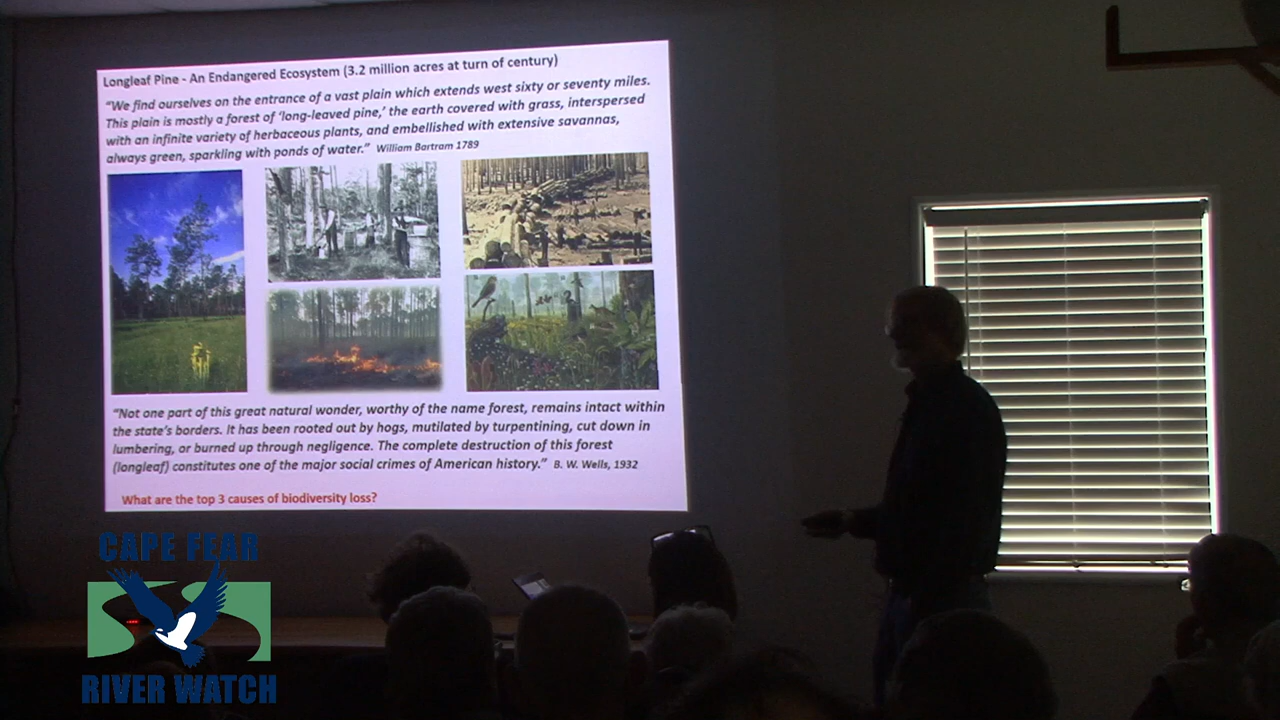 Longleaf Pine - An Endangered Ecosystem (3.2 million acres at turn of century)
“We find ourselves on the entrance of a vast plain which extends west sixty or seventy miles.
This plain is mostly a forest of ‘long-leaved pine,’ the earth covered with grass, interspersed
with an infinite variety of herbaceous plants, and embellished with extensive savannas,
always green, sparkling with ponds of water.” William Bartram 1789
“Not one part of this great natural wonder, worthy of the name forest, remains intact within
the state’s borders. It has been rooted out by hogs, mutilated by turpentining, cut down in
lumbering, or burned up through negligence. The complete destruction of this forest
(longleaf) constitutes one of the major social crimes of American history.” B. W. Wells, 1932
What are the top 3 causes of biodiversity loss?
CAPE FEAR
RIVER WATCH